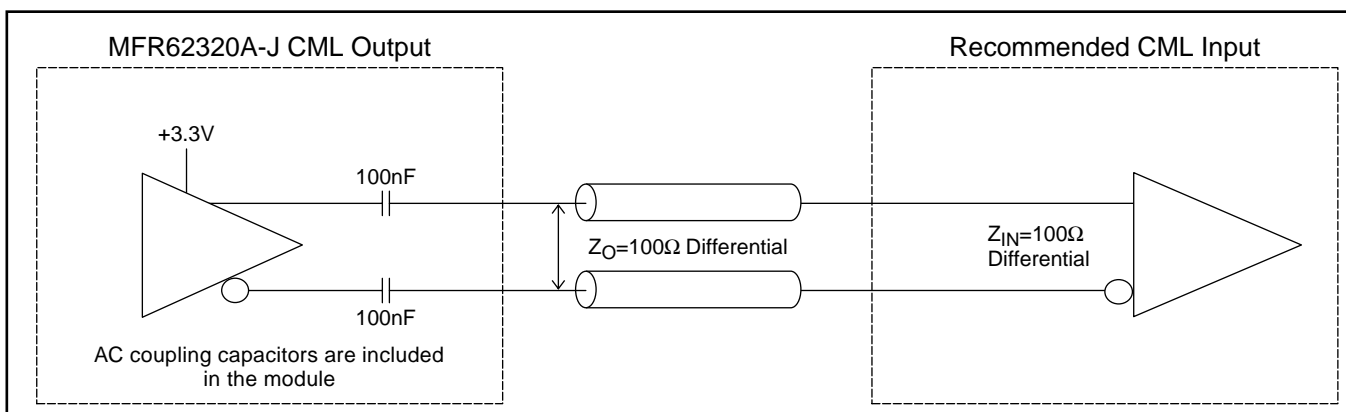 MFR62320A-J CML Output
Recommended CML Input
+3.3V
100nF
ZO=100Ω Differential
ZIN=100Ω
Differential
100nF
AC coupling capacitors are included
in the module